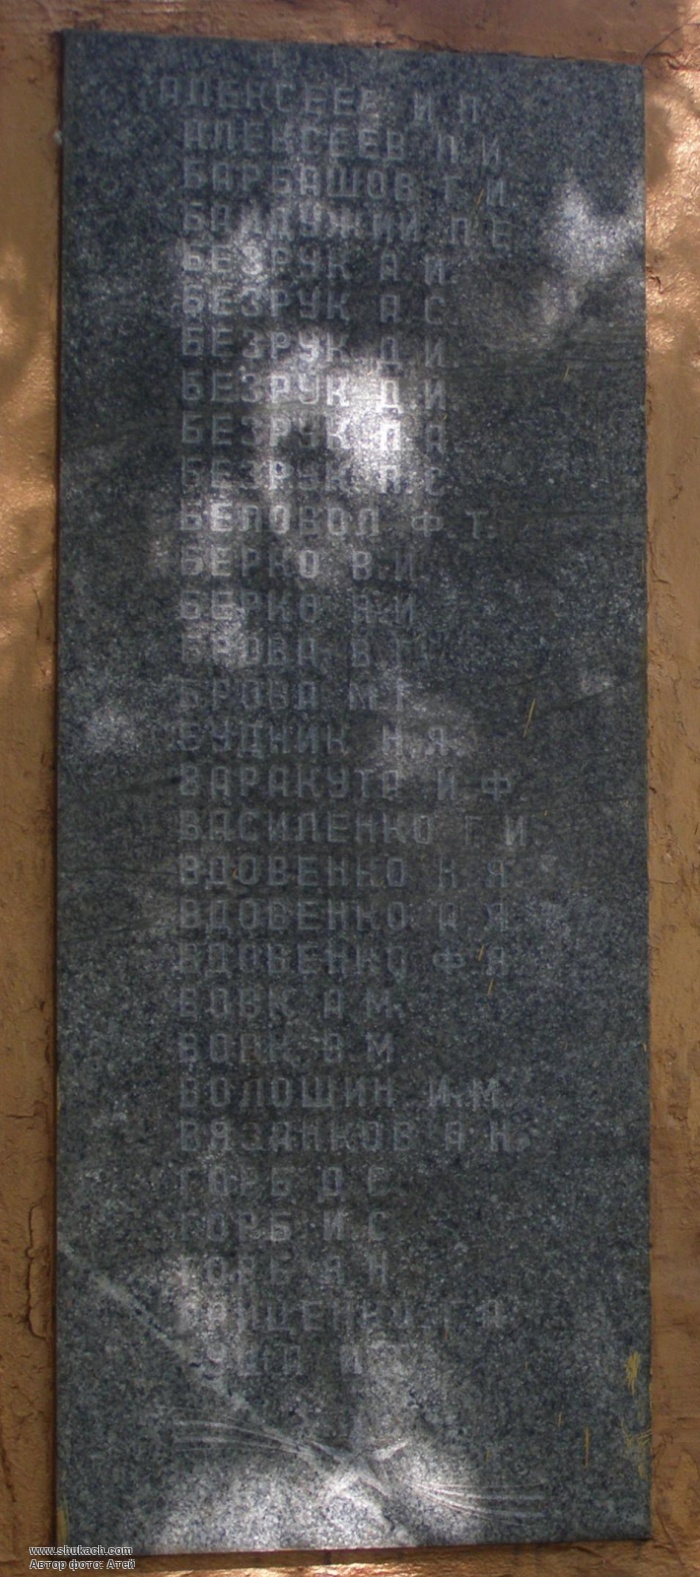 АЛЕКСЕЕВ И.П.
АЛЕКСЕЕВ П.И.
БАРБАШОВ Г.И.
П.Е.
БЕЗРУК А.И.
БЕЗРУК А.С.
БЕЗРУК Д.И.
БЕЗРУК Д.И.
БЕЗРУК П.А.
БЕЗРУК П.С.
БЕЛОВОЛ Ф.Т.
БЕРКО В.И.
БЕРКО Я.И.
БРОВА
БРОВА М.Г.
БУДНИК Н.Я.
ВАРАКУТА И.Ф.
ВАСИЛЕНКО Г.И.
ВДОВЕНКО Я.
ВДОВЕНКО Я.
ВДОВЕНКО Ф.Я.
ВОВК А.М.
ВОЛК В.М.
ВОЛОШИН И.М.
ВЯЗАНКОВ А.Н.
ГОРБ С.
ГОРБ И.С.
ГОРБ Я.Н.
www.shukach.com
Автор фото: Атей